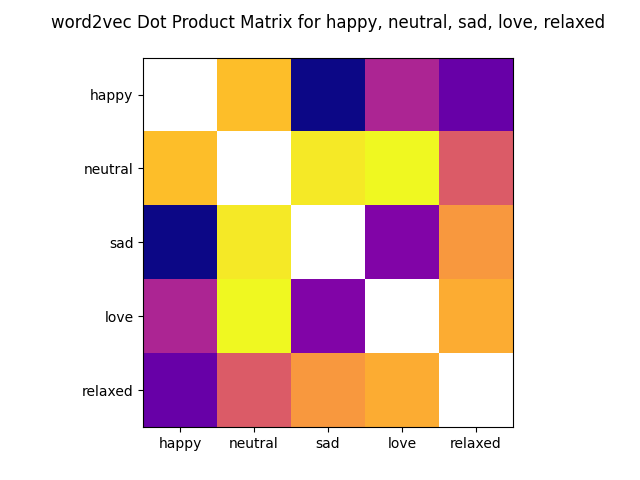 word2vec Dot Product Matrix for happy, neutral, sad, love, relaxed
happy
neutral
sad
love
relaxed
happy neutral sad love relaxed